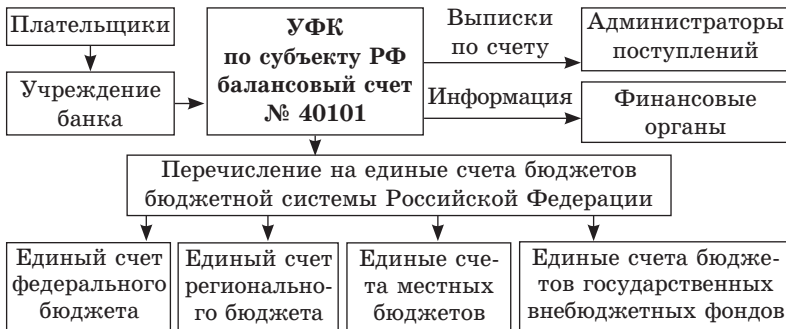 Плательщики
Учреждение
банка
УФК
по субъекту РФ
балансовый счет
№ 40101
Выписки
по счету
Информация
Администраторы
поступлений
Финансовые
органы
Перечисление на единые счета бюджетов
бюджетной системы Российской Федерации
Единый счет
федерального
бюджета
Единый счет
регионально-
го бюджета
Единые сче-
та местных
бюджетов
Единые счета бюдже-
тов государственных
внебюджетных фондов